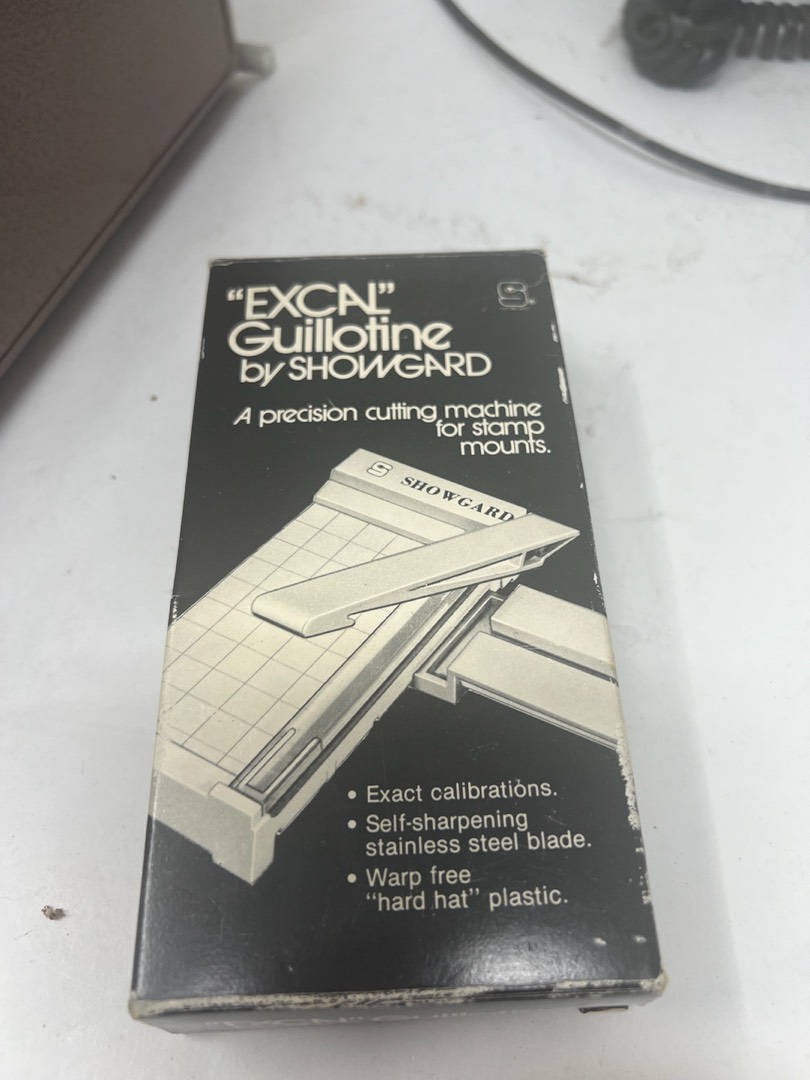 "EXCAL"
Guillotine
by SHOWGARD
S
A precision cutting machine
for stamp
mounts.
S SHOWGARD
• Exact calibrations.
• Self-sharpening
stainless steel blade.
• Warp free
"hard hat" plastic.
"EXCAL"